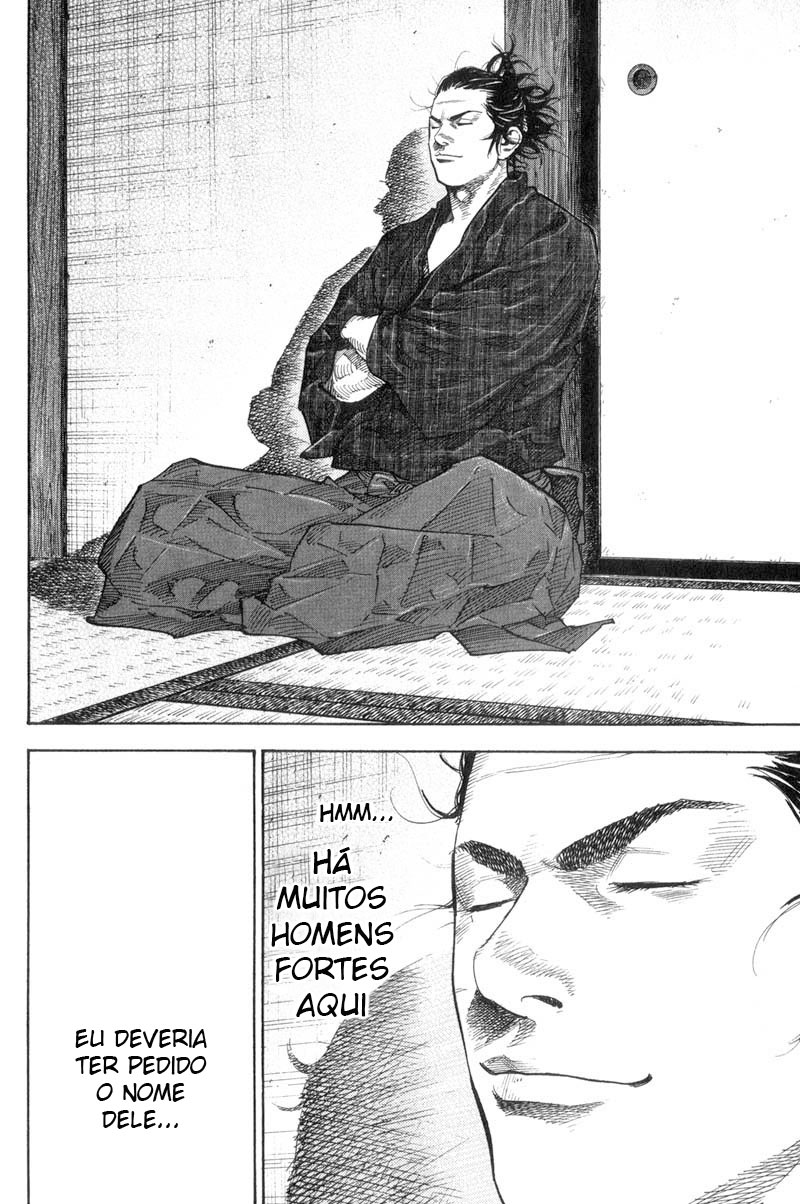 HMM...
HÁ
MUITOS
HOMENS
FORTES
AQUI
EU DEVERIA
TER PEDIDO
O NOME
DELE...